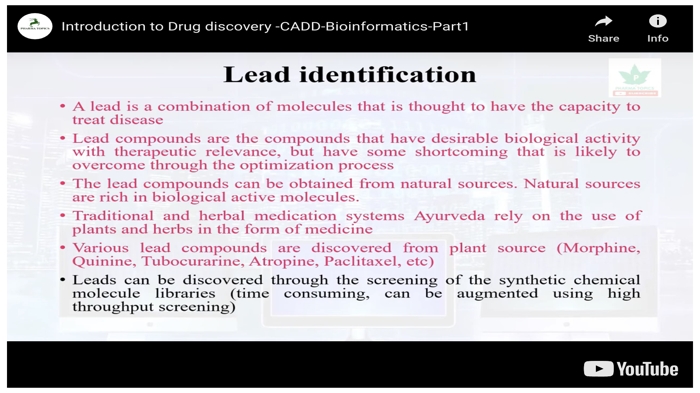 Introduction to Drug discovery -CADD-Bioinformatics-Part1
Share
Info
Lead identification
• A lead is a combination of molecules that is thought to have the capacity to
treat disease
• Lead compounds are the compounds that have desirable biological activity
with therapeutic relevance, but have some shortcoming that is likely to
overcome through the optimization process
• The lead compounds can be obtained from natural sources. Natural sources
are rich in biological active molecules.
• Traditional and herbal medication systems Ayurveda rely on the use of
plants and herbs in the form of medicine
• Various lead compounds are discovered from plant source (Morphine,
Quinine, Tubocurarine, Atropine, Paclitaxel, etc)
• Leads can be discovered through the screening of the synthetic chemical
molecule libraries (time consuming, can be augmented using high
throughput screening)
YouTube